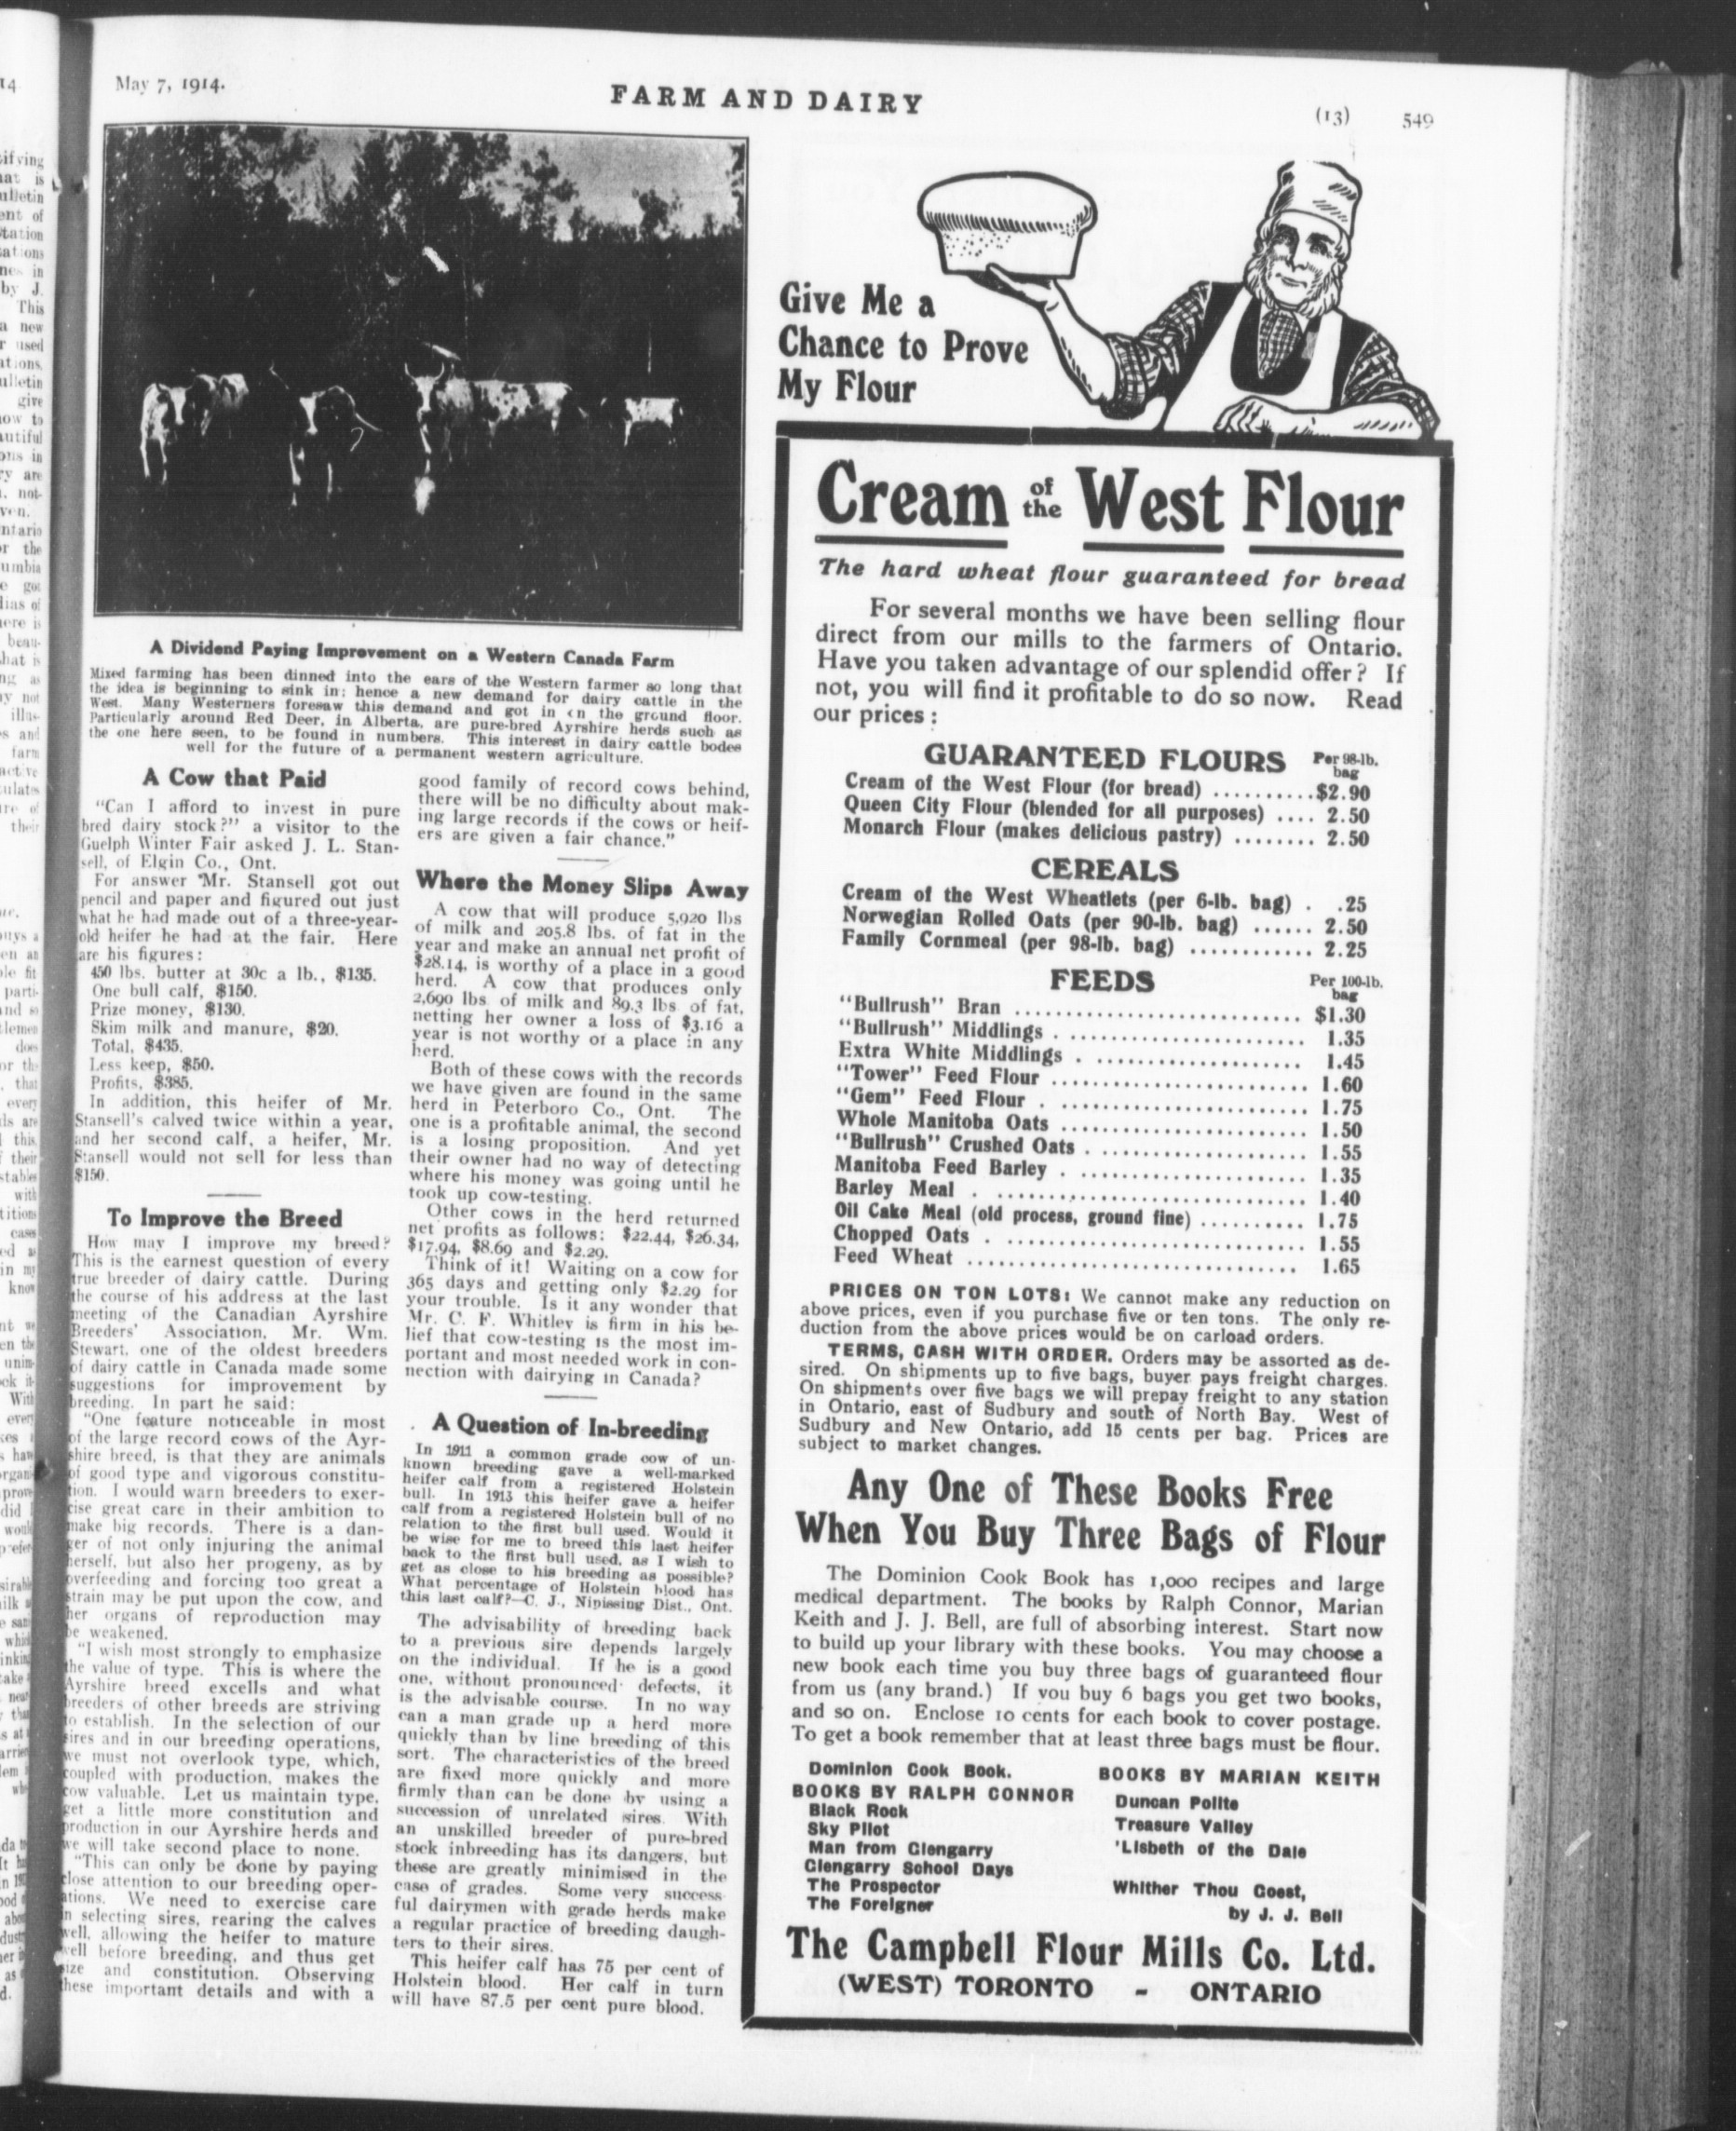 May 7, 1914.
FARM AND DAIRY
(13) 549
A Dividend Paying Improvement on a Western Canada Farm
Mixed farming has been dinned into the ears of the Western farmer so long that
the idea is beginning to sink in; hence a new demand for dairy cattle in the
West. Many Westerners foresaw this demand and got in on the ground floor.
Particularly around Red Deer, in Alberta, are pure-bred Ayrshire herds such as
the one here seen, to be found in numbers. This interest in dairy cattle bodes
well for the future of a permanent western agriculture.
A Cow that Paid
"Can I afford to invest in pure
bred dairy stock?" a visitor to the
Guelph Winter Fair asked J. L. Stan-
sell, of Elgin Co., Ont.
For answer Mr. Stansell got out
pencil and paper and figured out just
what he had made out of a three-year-
old heifer he had at the fair. Here
are his figures:
450 lbs. butter at 30c a lb., $135.
One bull calf, $150.
Prize money, $130.
Skim milk and manure, $20.
Total, $435.
Less keep, $50.
Profits, $385.
In addition, this heifer of Mr.
Stansell's calved twice within a year,
and her second calf, a heifer, Mr.
Stansell would not sell for less than
$150.
To Improve the Breed
How may I improve my breed?
This is the earnest question of every
true breeder of dairy cattle. During
the course of his address at the last
meeting of the Canadian Ayrshire
Breeders' Association, Mr. Wm.
Stewart, one of the oldest breeders
of dairy cattle in Canada made some
suggestions for improvement by
breeding. In part he said:
"One feature noticeable in most
of the large record cows of the Ayr-
shire breed, is that they are animals
of good type and vigorous constitu-
tion. I would warn breeders to exer-
cise great care in their ambition to
make big records. There is a dan-
ger of not only injuring the animal
herself, but also her progeny, as by
overfeeding and forcing too great a
strain may be put upon the cow, and
her organs of reproduction may
be weakened.
"I wish most strongly to emphasize
the value of type. This is where the
Ayrshire breed excells and what
breeders of other breeds are striving
to establish. In the selection of our
sires and in our breeding operations,
we must not overlook type, which,
coupled with production, makes the
cow valuable. Let us maintain type,
get a little more constitution and
production in our Ayrshire herds and
we will take second place to none.
"This can only be done by paying
close attention to our breeding oper-
ations. We need to exercise care
in selecting sires, rearing the calves
well, allowing the heifer to mature
well before breeding, and thus get
size and constitution. Observing
these important details and with a
good family of record cows behind,
there will be no difficulty about mak-
ing large records if the cows or heif-
ers are given a fair chance."
Where the Money Slips Away
A cow that will produce 5,920 lbs
of milk and 205.8 lbs. of fat in the
year and make an annual net profit of
$28.14, is worthy of a place in a good
herd. A cow that produces only
2,690 lbs of milk and 89.3 lbs of fat,
netting her owner a loss of $3.16 a
year is not worthy of a place in any
herd.
Both of these cows with the records
we have given are found in the same
herd in Peterboro Co., Ont. The
one is a profitable animal, the second
is a losing proposition. And yet
their owner had no way of detecting
where his money was going until he
took up cow-testing.
Other cows in the herd returned
net profits as follows: $22.44, $26.34,
$17.94, $8.69 and $2.29.
Think of it! Waiting on a cow for
365 days and getting only $2.29 for
your trouble. Is it any wonder that
Mr. C. F. Whitley is firm in his be-
lief that cow-testing is the most im-
portant and most needed work in con-
nection with dairying in Canada?
A Question of In-breeding
In 1911 a common grade cow of un-
known breeding gave a well-marked
heifer calf from a registered Holstein
bull. In 1913 this heifer gave a heifer
calf from a registered Holstein bull of no
relation to the first bull used. Would it
be wise for me to breed this last heifer
back to the first bull used, as I wish to
get as close to his breeding as possible?
What percentage of Holstein blood has
this last calf?—C. J., Nipissing Dist., Ont.
The advisability of breeding back
to a previous sire depends largely
on the individual. If he is a good
one, without pronounced defects, it
is the advisable course. In no way
can a man grade up a herd more
quickly than by line breeding of this
sort. The characteristics of the breed
are fixed more quickly and more
firmly than can be done by using a
succession of unrelated sires. With
an unskilled breeder of pure-bred
stock inbreeding has its dangers, but
these are greatly minimised in the
case of grades. Some very success-
ful dairymen with grade herds make
a regular practice of breeding daugh-
ters to their sires.
This heifer calf has 75 per cent of
Holstein blood. Her calf in turn
will have 87.5 per cent pure blood.
Give Me a
Chance to Prove
My Flour
Cream of the West Flour
The hard wheat flour guaranteed for bread
For several months we have been selling flour
direct from our mills to the farmers of Ontario.
Have you taken advantage of our splendid offer? If
not, you will find it profitable to do so now. Read
our prices:
GUARANTEED FLOURS Per 98-lb. bag
Cream of the West Flour (for bread) .......... $2.90
Queen City Flour (blended for all purposes) .... 2.50
Monarch Flour (makes delicious pastry) ........ 2.50
CEREALS
Cream of the West Wheatlets (per 6-lb. bag) . .25
Norwegian Rolled Oats (per 90-lb. bag) ...... 2.50
Family Cornmeal (per 98-lb. bag) ............ 2.25
FEEDS Per 100-lb. bag
"Bullrush" Bran ............................ $1.30
"Bullrush" Middlings ......................... 1.35
Extra White Middlings ...................... 1.45
"Tower" Feed Flour ......................... 1.60
"Gem" Feed Flour .......................... 1.75
Whole Manitoba Oats ........................ 1.50
"Bullrush" Crushed Oats ...................... 1.55
Manitoba Feed Barley ....................... 1.35
Barley Meal ................................ 1.40
Oil Cake Meal (old process, ground fine) .......... 1.75
Chopped Oats .............................. 1.55
Feed Wheat ................................ 1.65
PRICES ON TON LOTS: We cannot make any reduction on
above prices, even if you purchase five or ten tons. The only re-
duction from the above prices would be on carload orders.
TERMS, CASH WITH ORDER. Orders may be assorted as de-
sired. On shipments up to five bags, buyer pays freight charges.
On shipments over five bags we will prepay freight to any station
in Ontario, east of Sudbury and south of North Bay. West of
Sudbury and New Ontario, add 15 cents per bag. Prices are
subject to market changes.
Any One of These Books Free
When You Buy Three Bags of Flour
The Dominion Cook Book has 1,000 recipes and large
medical department. The books by Ralph Connor, Marian
Keith and J. J. Bell, are full of absorbing interest. Start now
to build up your library with these books. You may choose a
new book each time you buy three bags of guaranteed flour
from us (any brand.) If you buy 6 bags you get two books,
and so on. Enclose 10 cents for each book to cover postage.
To get a book remember that at least three bags must be flour.
Dominion Cook Book.
BOOKS BY RALPH CONNOR
Black Rock
Sky Pilot
Man from Glengarry
Glengarry School Days
The Prospector
The Foreigner
BOOKS BY MARIAN KEITH
Duncan Polite
Treasure Valley
'Lisbeth of the Dale
Whither Thou Goest,
by J. J. Bell
The Campbell Flour Mills Co. Ltd.
(WEST) TORONTO - ONTARIO